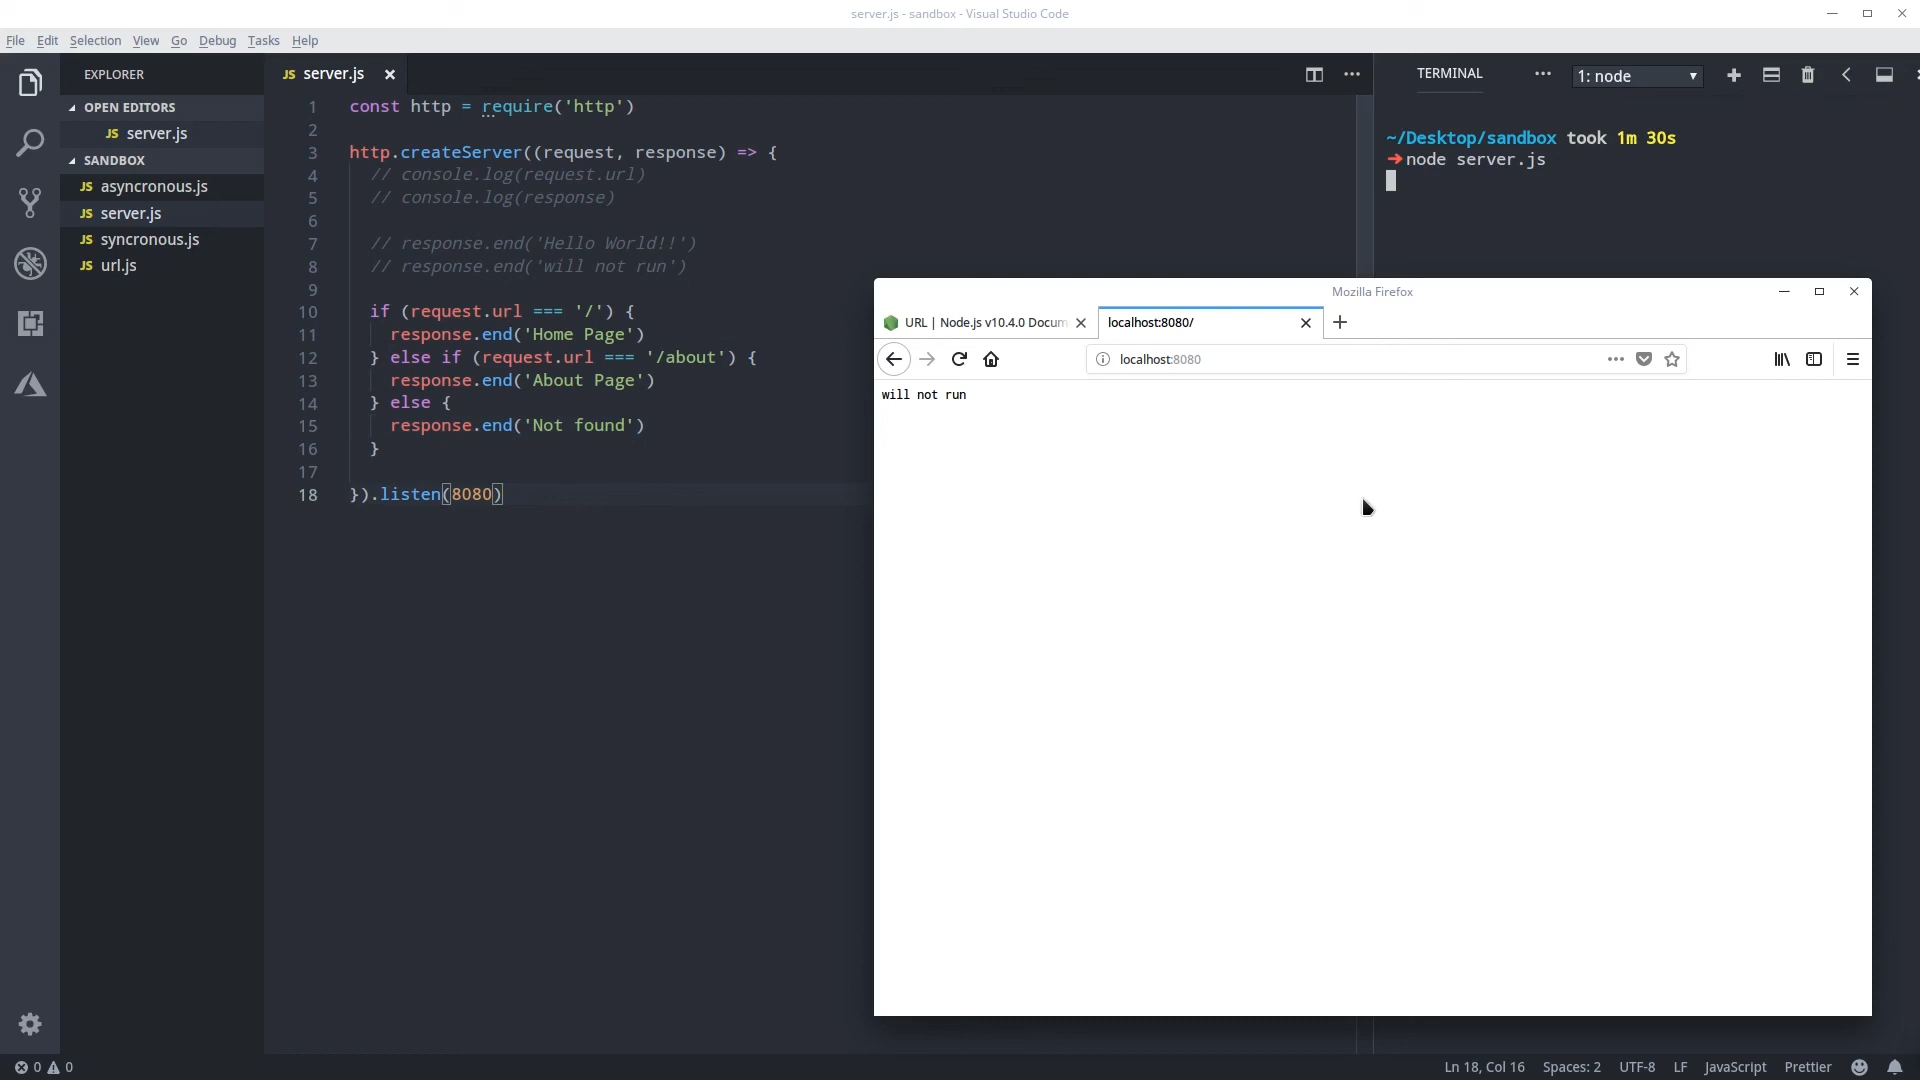 server.js - sandbox - Visual Studio Code
File Edit Selection View Go Debug Tasks Help
EXPLORER
OPEN EDITORS
JS server.js
SANDBOX
JS asyncronous.js
JS server.js
JS syncronous.js
JS url.js
JS server.js
1 const http = require('http')
2
3 http.createServer((request, response) => {
4 // console.log(request.url)
5 // console.log(response)
6
7 // response.end('Hello World!!')
8 // response.end('will not run')
9
10 if (request.url === '/') {
11 response.end('Home Page')
12 } else if (request.url === '/about') {
13 response.end('About Page')
14 } else {
15 response.end('Not found')
16 }
17
18 }).listen(8080)
TERMINAL 1: node
~/Desktop/sandbox took 1m 30s
➜ node server.js
Mozilla Firefox
URL | Node.js v10.4.0 Docum localhost:8080/
localhost:8080
will not run
0 0 Ln 18, Col 16 Spaces: 2 UTF-8 LF JavaScript Prettier